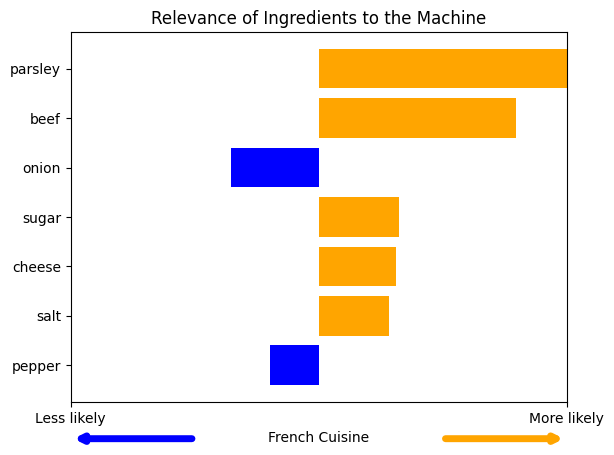 Relevance of Ingredients to the Machine
parsley
beef
onion
sugar
cheese
salt
pepper
Less likely
More likely
French Cuisine